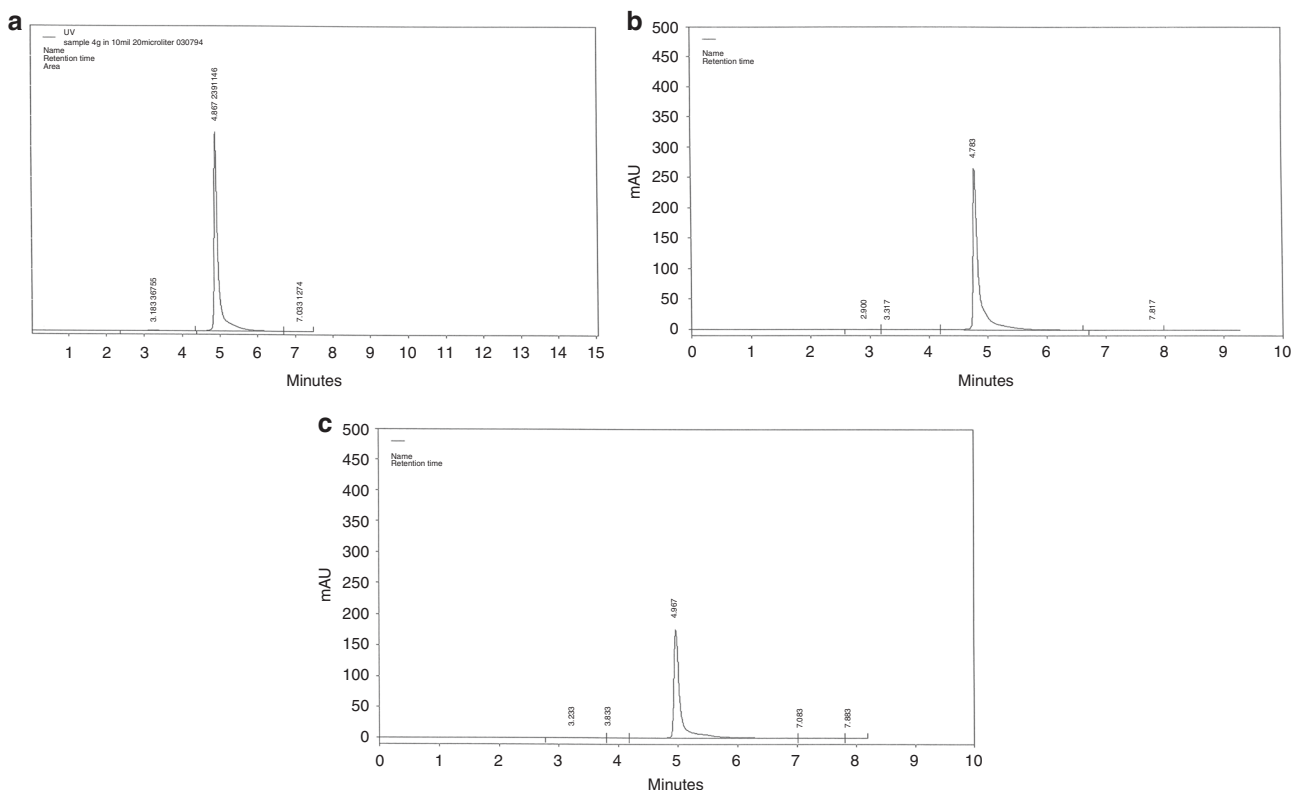 a
UV
sample 4g in 10mil 20microliter 030794
Name
Retention time
Area
3.183 36755
4.867 2391146
7.033 1274
1 2 3 4 5 6 7 8 9 10 11 12 13 14 15
Minutes
b
500
450
400
350
300
250
200
150
100
50
0
mAU
Name
Retention time
2.900
3.317
4.783
7.817
0 1 2 3 4 5 6 7 8 9 10
Minutes
c
500
450
400
350
300
250
200
150
100
50
0
mAU
Name
Retention time
3.233
3.833
4.967
7.083
7.883
0 1 2 3 4 5 6 7 8 9 10
Minutes